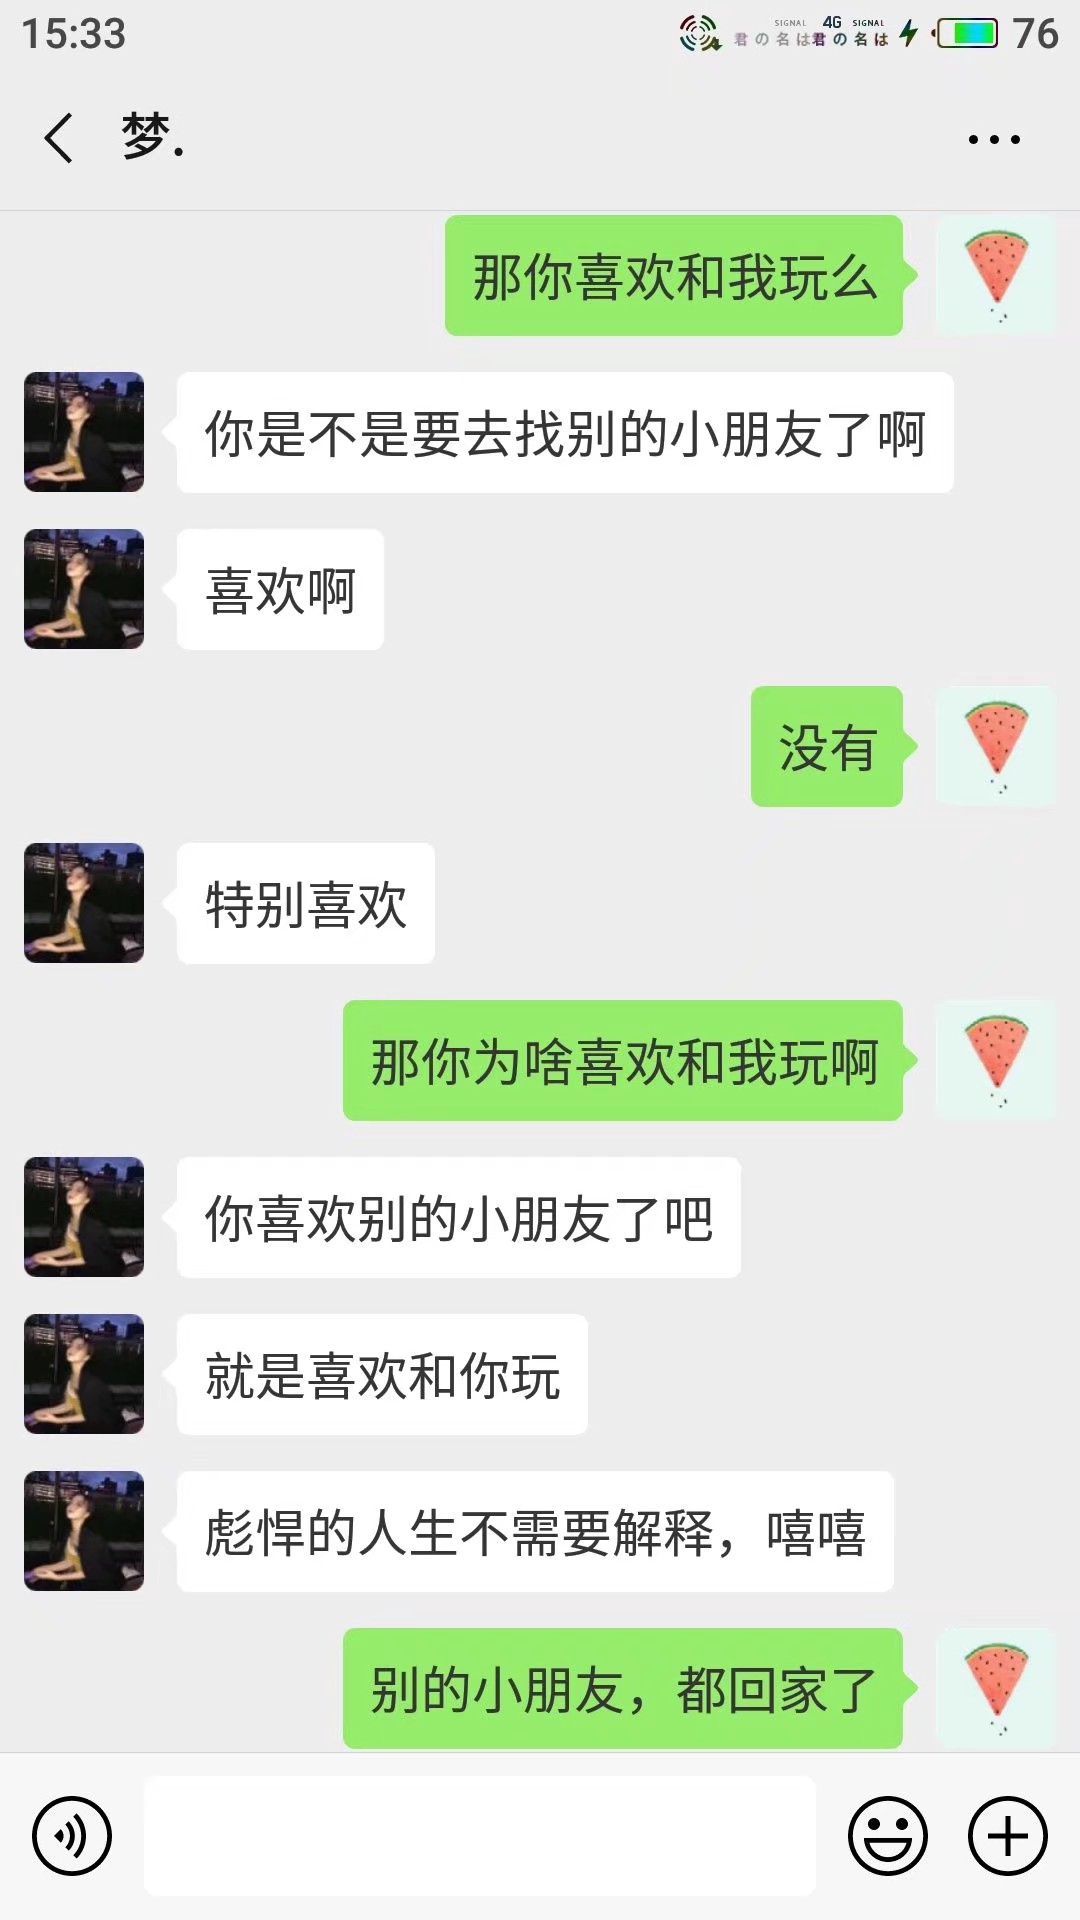 15:33
SIGNAL 4G SIGNAL
君の名は君の名は 76
梦.
那你喜欢和我玩么
你是不是要去找别的小朋友了啊
喜欢啊
没有
特别喜欢
那你为啥喜欢和我玩啊
你喜欢别的小朋友了吧
就是喜欢和你玩
彪悍的人生不需要解释，嘻嘻
别的小朋友，都回家了